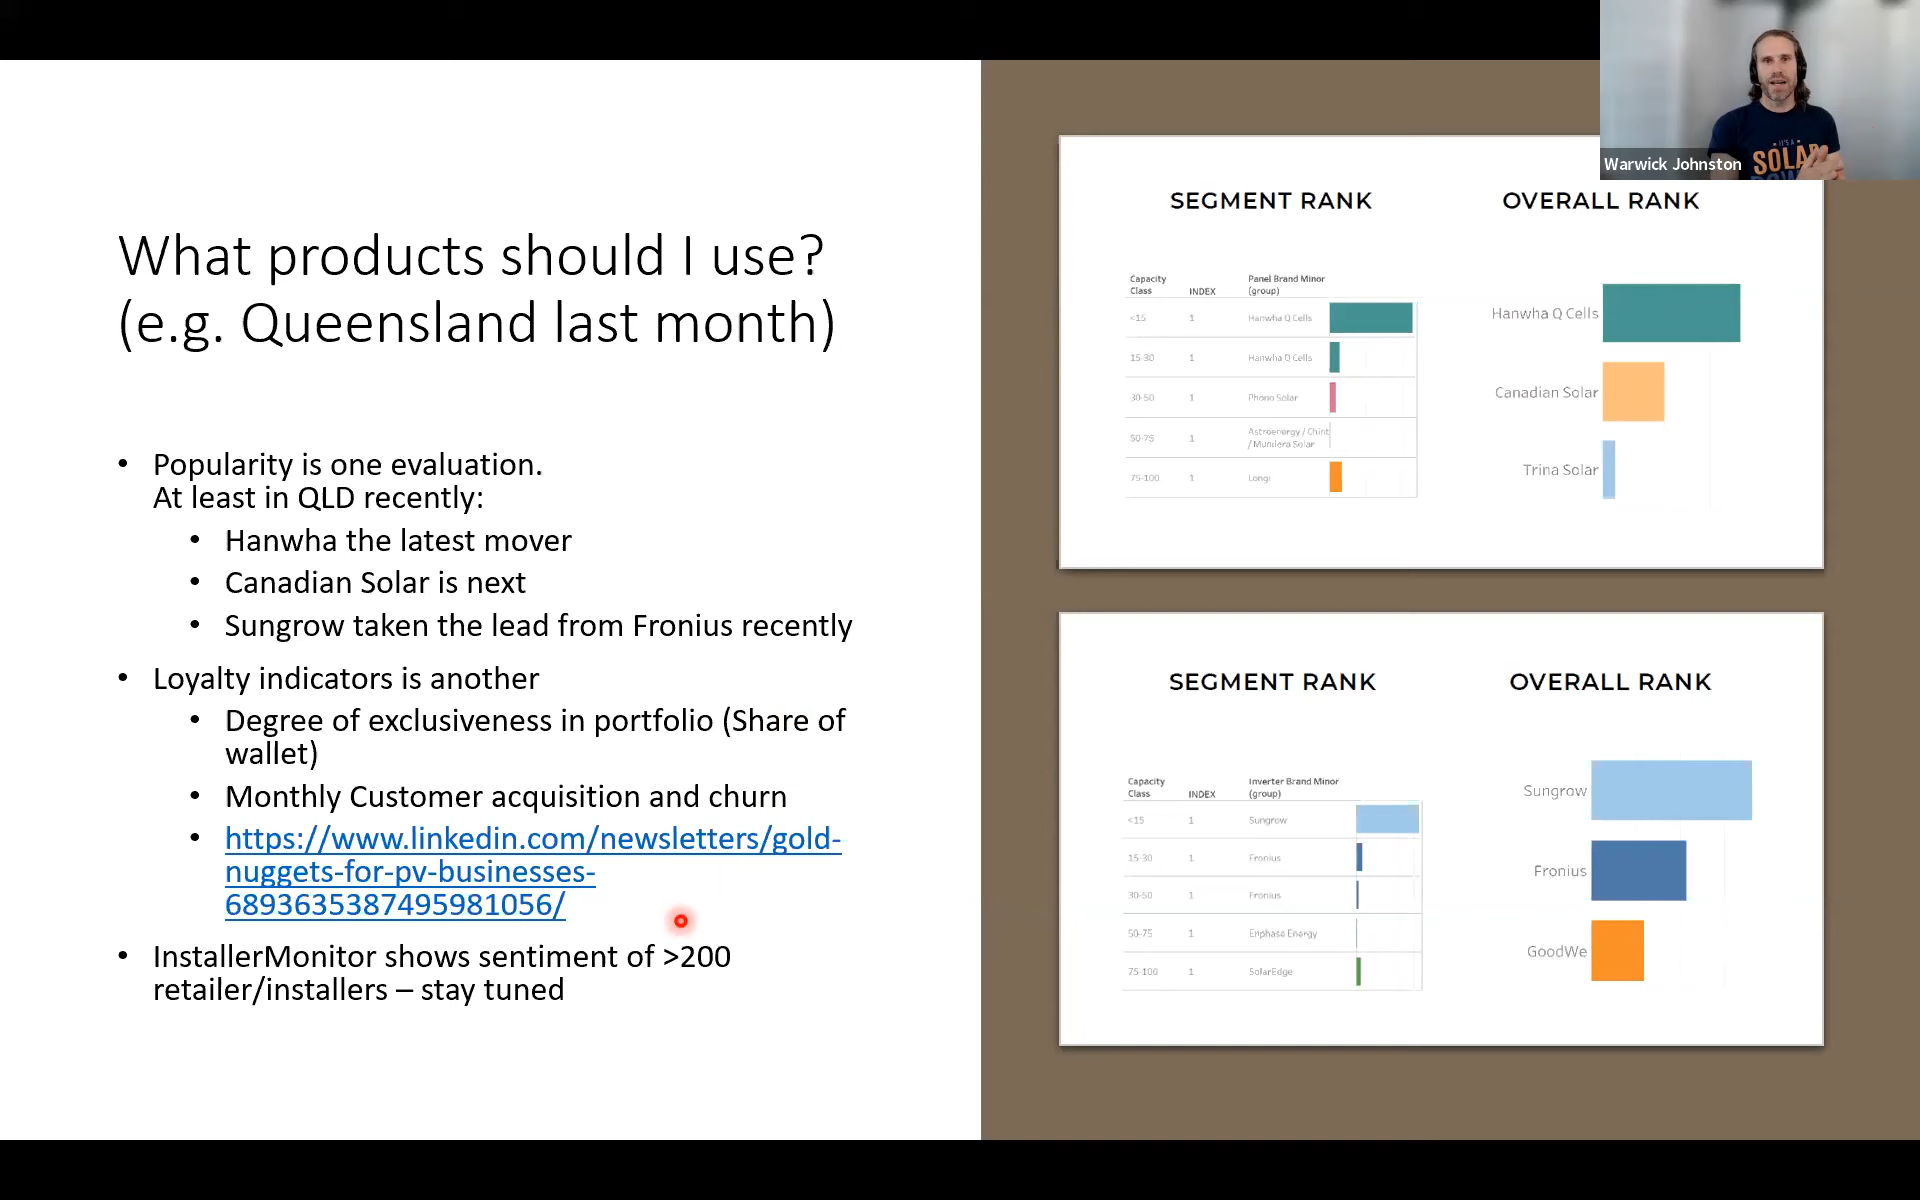 What products should I use?
(e.g. Queensland last month)
• Popularity is one evaluation.
At least in QLD recently:
• Hanwha the latest mover
• Canadian Solar is next
• Sungrow taken the lead from Fronius recently
• Loyalty indicators is another
• Degree of exclusiveness in portfolio (Share of
wallet)
• Monthly Customer acquisition and churn
• https://www.linkedin.com/newsletters/gold-
nuggets-for-pv-businesses-
6893635387495981056/
• InstallerMonitor shows sentiment of >200
retailer/installers – stay tuned
Warwick Johnston
IT'S A
SOLAR
SEGMENT RANK
Capacity
Class
INDEX
Panel Brand Minor
(group)
<15 1 Hanwha Q Cells
15-30 1 Hanwha Q Cells
30-50 1 Phono Solar
50-75 1 Astroenergy / Chint
/ Mundera Solar
75-100 1 Longi
OVERALL RANK
Hanwha Q Cells
Canadian Solar
Trina Solar
SEGMENT RANK
Capacity
Class
INDEX
Inverter Brand Minor
(group)
<15 1 Sungrow
15-30 1 Fronius
30-50 1 Fronius
50-75 1 Enphase Energy
75-100 1 SolarEdge
OVERALL RANK
Sungrow
Fronius
GoodWe